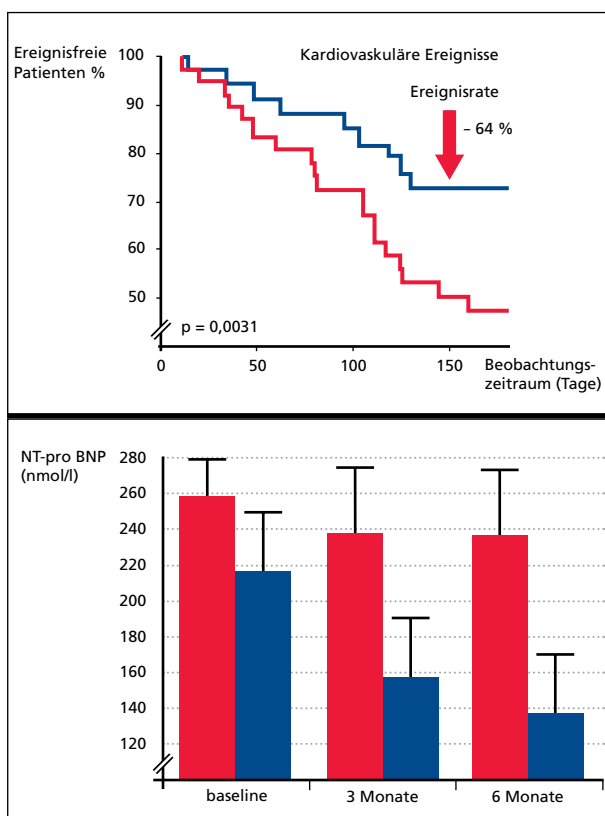 Ereignisfreie
Patienten %
Kardiovaskuläre Ereignisse
Ereignisrate
– 64 %
100
90
80
70
60
50
p = 0,0031
0
50
100
150
Beobachtungs-
zeitraum (Tage)
NT-pro BNP
(nmol/l)
280
260
240
220
200
180
160
140
120
baseline
3 Monate
6 Monate